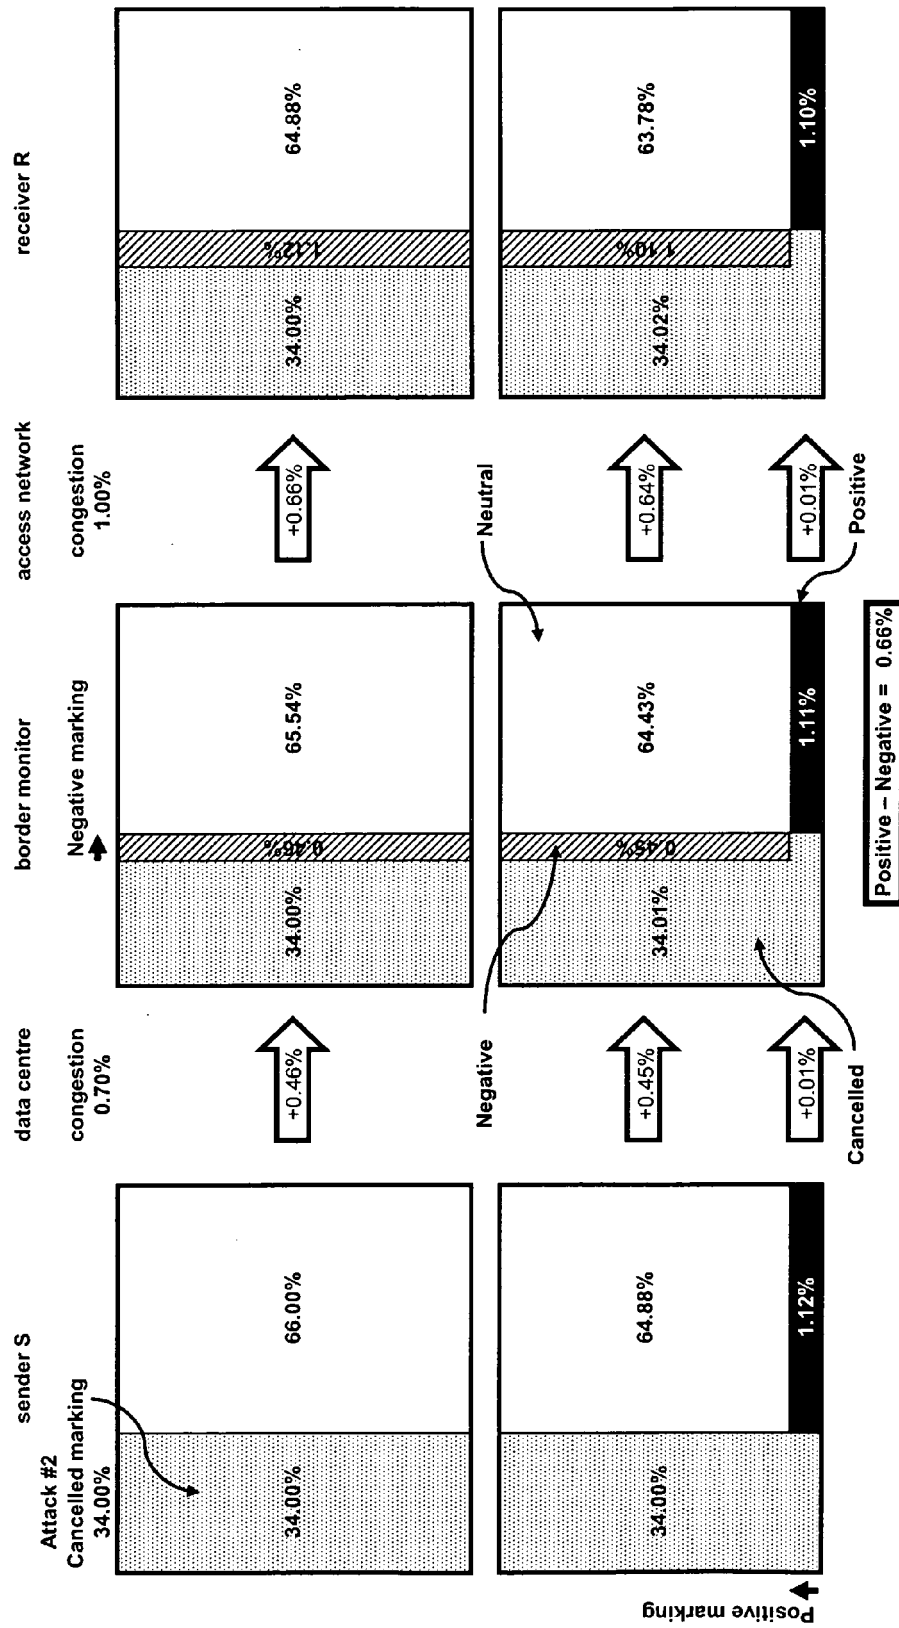 sender S
data centre
border monitor
access network
receiver R
Attack #2
Cancelled marking
34.00%
congestion
0.70%
Negative marking
congestion
1.00%
34.00%
66.00%
+0.46%
34.00%
0.46%
65.54%
+0.66%
34.00%
1.12%
64.88%
Negative
Neutral
34.00%
64.88%
1.12%
+0.45%
+0.01%
34.01%
0.45%
64.43%
1.11%
+0.64%
+0.01%
34.02%
1.10%
63.78%
1.10%
Positive marking
Cancelled
Positive
Positive – Negative = 0.66%